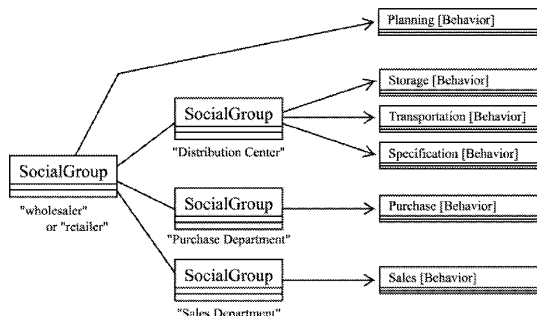 Planning [Behavior]
Storage [Behavior]
SocialGroup
Transportation [Behavior]
"Distribution Center"
Specification [Behavior]
SocialGroup
"wholesaler"
or "retailer"
SocialGroup
Purchase [Behavior]
"Purchase Department"
SocialGroup
Sales [Behavior]
"Sales Department"